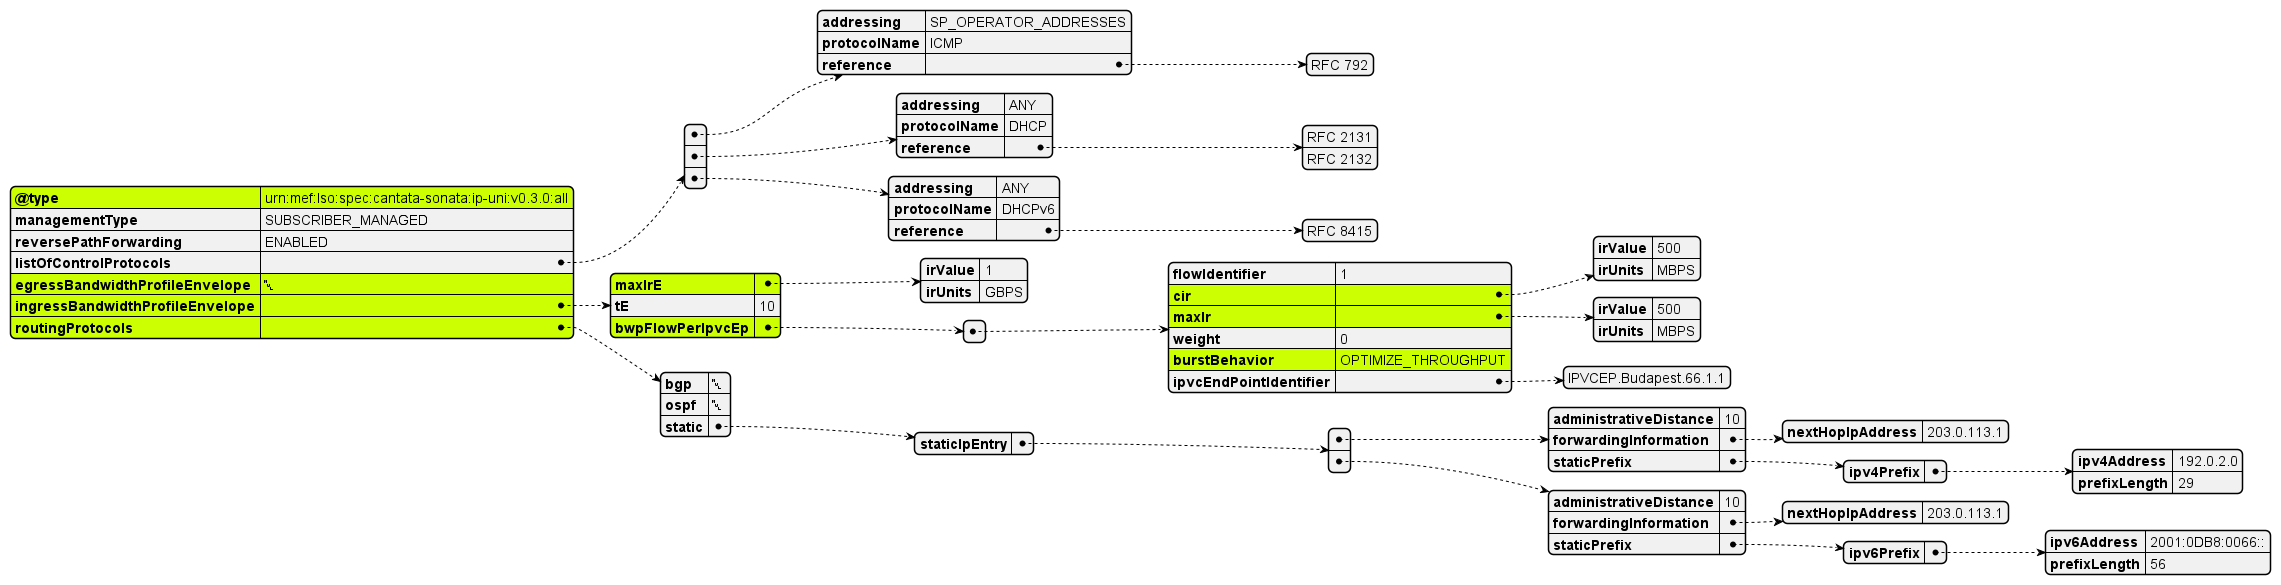 addressing SP_OPERATOR_ADDRESSES
protocolName ICMP
reference
RFC 792
addressing ANY
protocolName DHCP
reference
RFC 2131
RFC 2132
addressing ANY
protocolName DHCPv6
reference
RFC 8415
@type urn:mef:lso:spec:cantata-sonata:ip-uni:v0.3.0:all
managementType SUBSCRIBER_MANAGED
reversePathForwarding ENABLED
listOfControlProtocols
egressBandwidthProfileEnvelope ␤
ingressBandwidthProfileEnvelope
routingProtocols
maxIrE
tE 10
bwpFlowPerIpvcEp
irValue 1
irUnits GBPS
flowIdentifier 1
cir
maxIr
weight 0
burstBehavior OPTIMIZE_THROUGHPUT
ipvcEndPointIdentifier
irValue 500
irUnits MBPS
irValue 500
irUnits MBPS
IPVCEP.Budapest.66.1.1
bgp ␤
ospf ␤
static
staticIpEntry
administrativeDistance 10
forwardingInformation
staticPrefix
nextHopIpAddress 203.0.113.1
ipv4Prefix
ipv4Address 192.0.2.0
prefixLength 29
administrativeDistance 10
forwardingInformation
staticPrefix
nextHopIpAddress 203.0.113.1
ipv6Prefix
ipv6Address 2001:0DB8:0066::
prefixLength 56